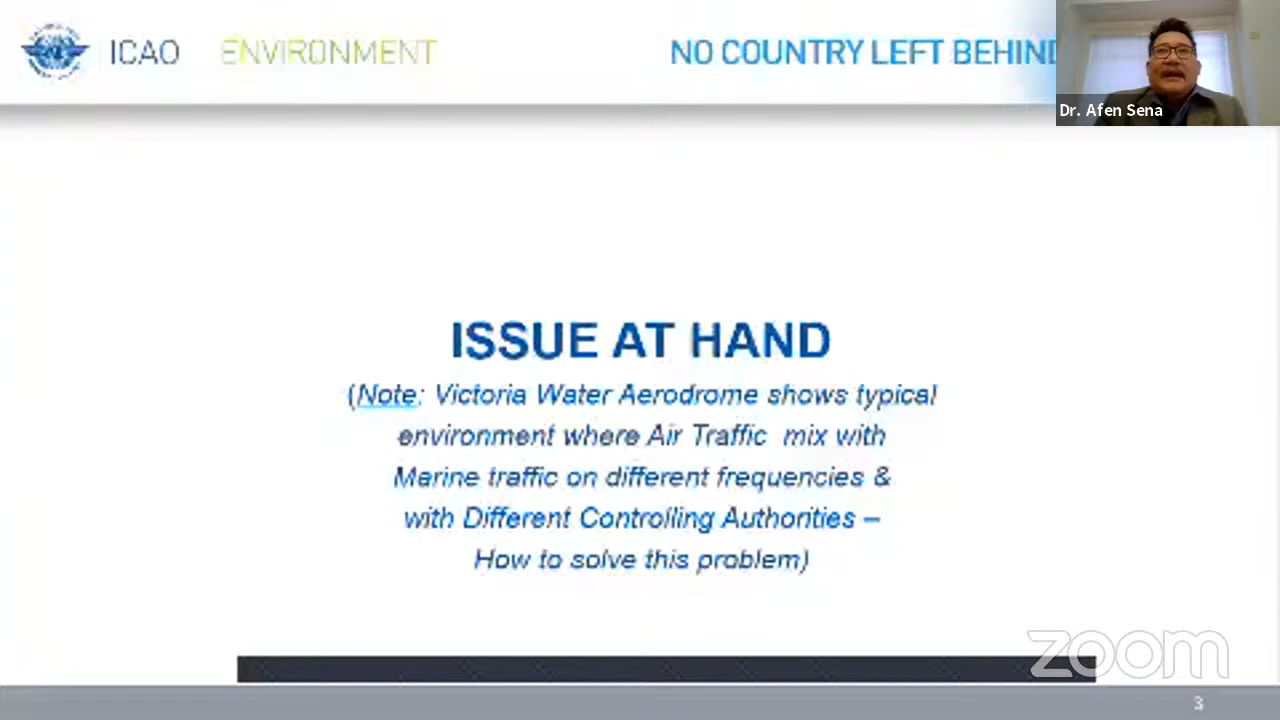 ICAO ENVIRONMENT NO COUNTRY LEFT BEHIND
Dr. Afen Sena
ISSUE AT HAND
(Note: Victoria Water Aerodrome shows typical
environment where Air Traffic mix with
Marine traffic on different frequencies &
with Different Controlling Authorities –
How to solve this problem)
zoom
3